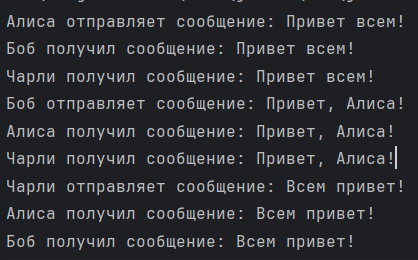 Алиса отправляет сообщение: Привет всем!
Боб получил сообщение: Привет всем!
Чарли получил сообщение: Привет всем!
Боб отправляет сообщение: Привет, Алиса!
Алиса получил сообщение: Привет, Алиса!
Чарли получил сообщение: Привет, Алиса!
Чарли отправляет сообщение: Всем привет!
Алиса получил сообщение: Всем привет!
Боб получил сообщение: Всем привет!